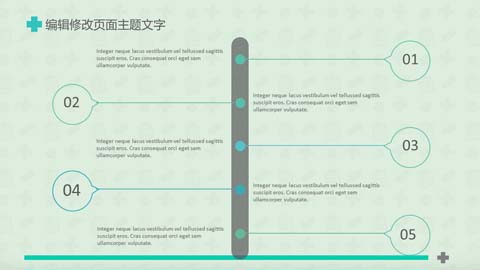 编辑修改页面主题文字
Integer neque lacus vestibulum vel tellussed sagittis
suscipit eros. Cras consequat orci eget sem
ullamcorper vulputate.
01
02
Integer neque lacus vestibulum vel tellussed sagittis
suscipit eros. Cras consequat orci eget sem
ullamcorper vulputate.
Integer neque lacus vestibulum vel tellussed sagittis
suscipit eros. Cras consequat orci eget sem
ullamcorper vulputate.
03
04
Integer neque lacus vestibulum vel tellussed sagittis
suscipit eros. Cras consequat orci eget sem
ullamcorper vulputate.
Integer neque lacus vestibulum vel tellussed sagittis
suscipit eros. Cras consequat orci eget sem
ullamcorper vulputate.
05